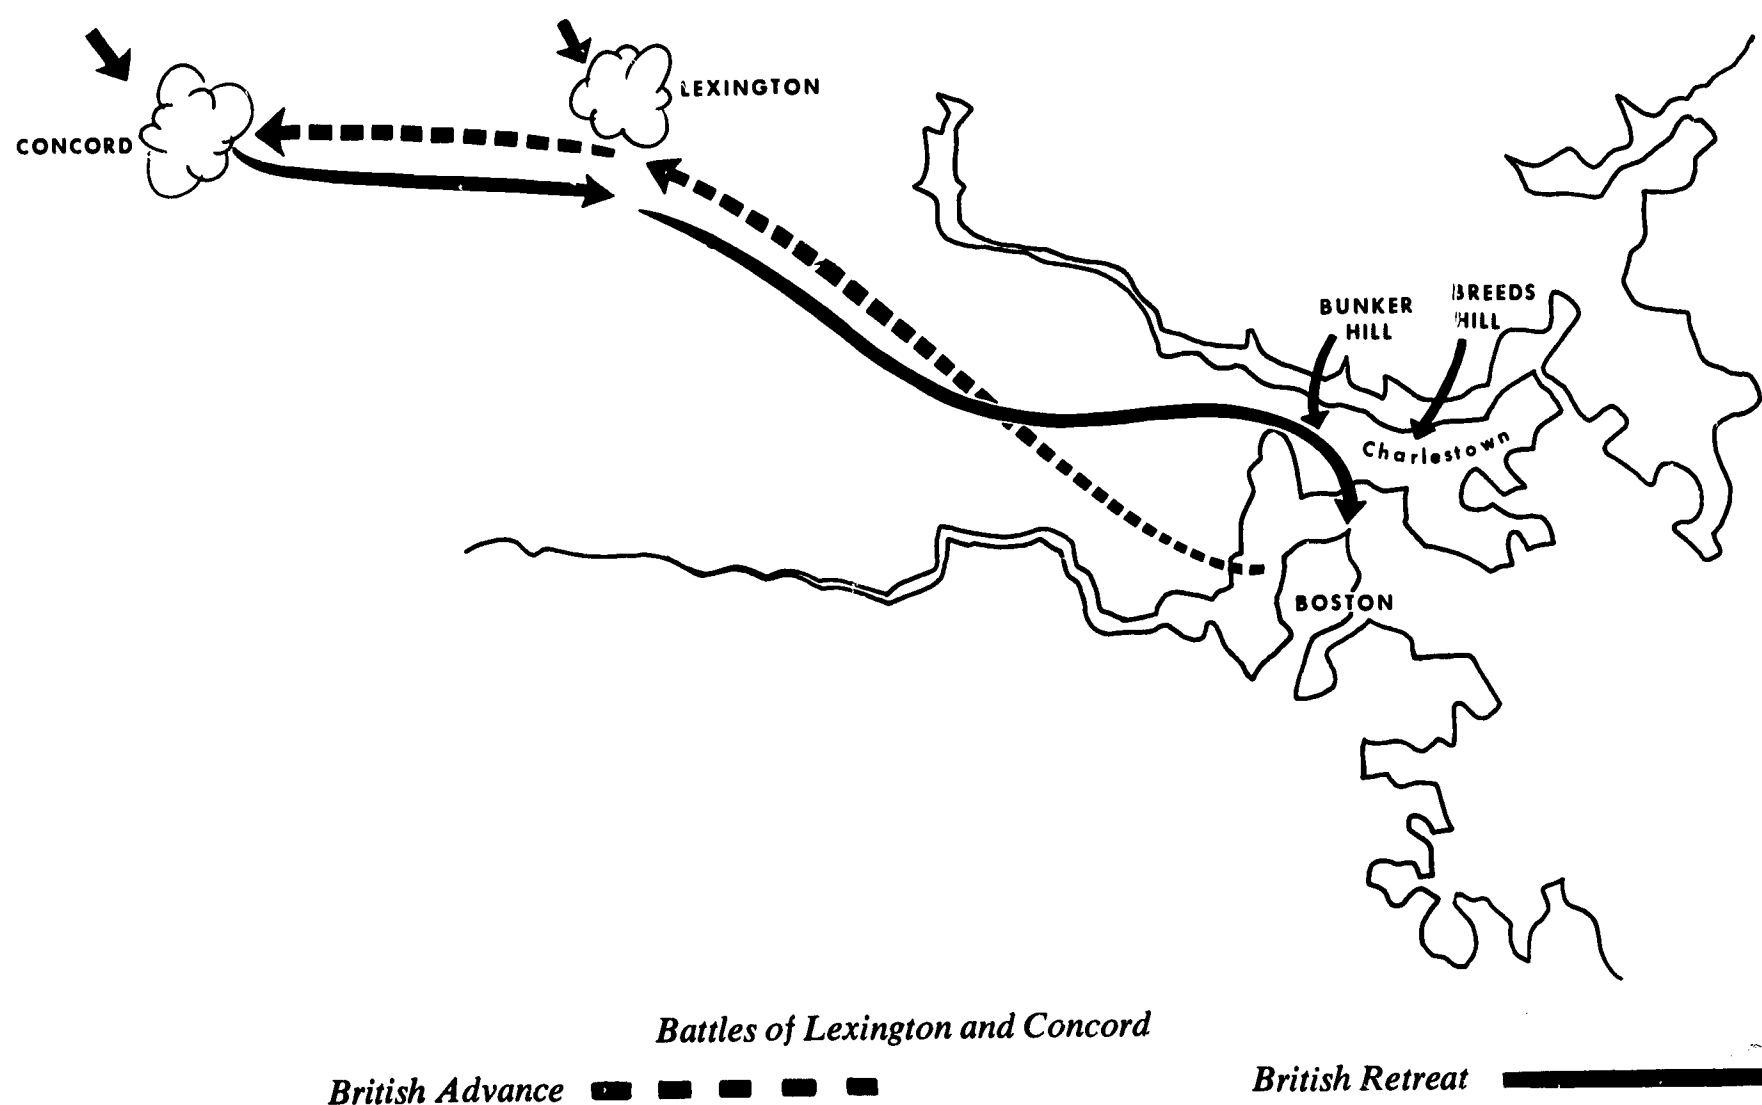 LEXINGTON
CONCORD
BUNKER
HILL
BREEDS
HILL
Charlestown
BOSTON
Battles of Lexington and Concord
British Advance
British Retreat